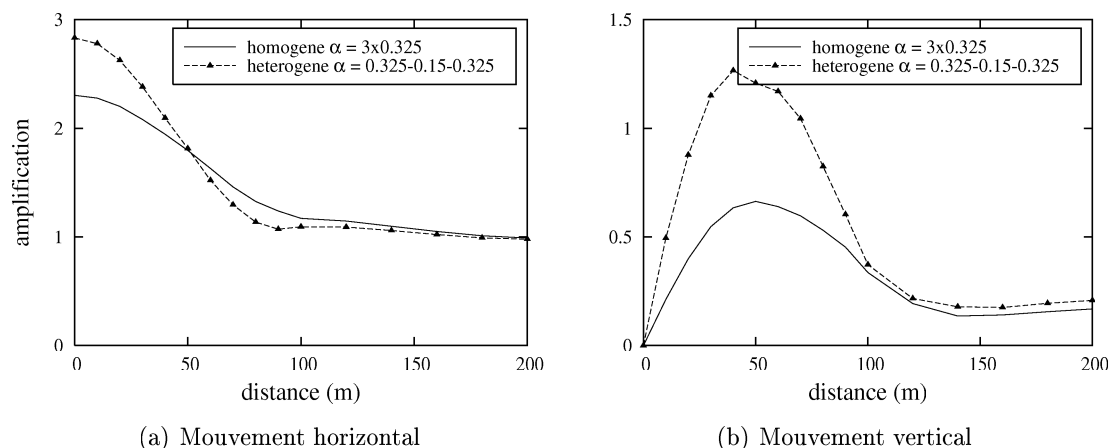 3
2
1
0
amplification
homogene α = 3x0.325
heterogene α = 0.325-0.15-0.325
0 50 100 150 200
distance (m)
(a) Mouvement horizontal
1.5
1
0.5
0
homogene α = 3x0.325
heterogene α = 0.325-0.15-0.325
0 50 100 150 200
distance (m)
(b) Mouvement vertical